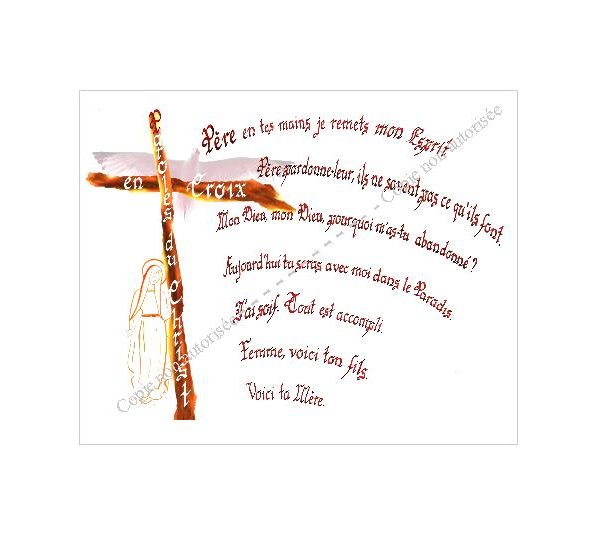 Paroles du Christ
en Croix
Père en tes mains je remets mon Esprit
Père pardonne-leur, ils ne savent pas ce qu'ils font.
Mon Dieu, mon Dieu, pourquoi m'as-tu abandonné ?
Aujourd'hui tu seras avec moi dans le Paradis.
J'ai soif. Tout est accompli.
Femme, voici ton fils.
Voici ta Mère.
Copie non autorisée - - - - - - - - - - Copie non autorisée